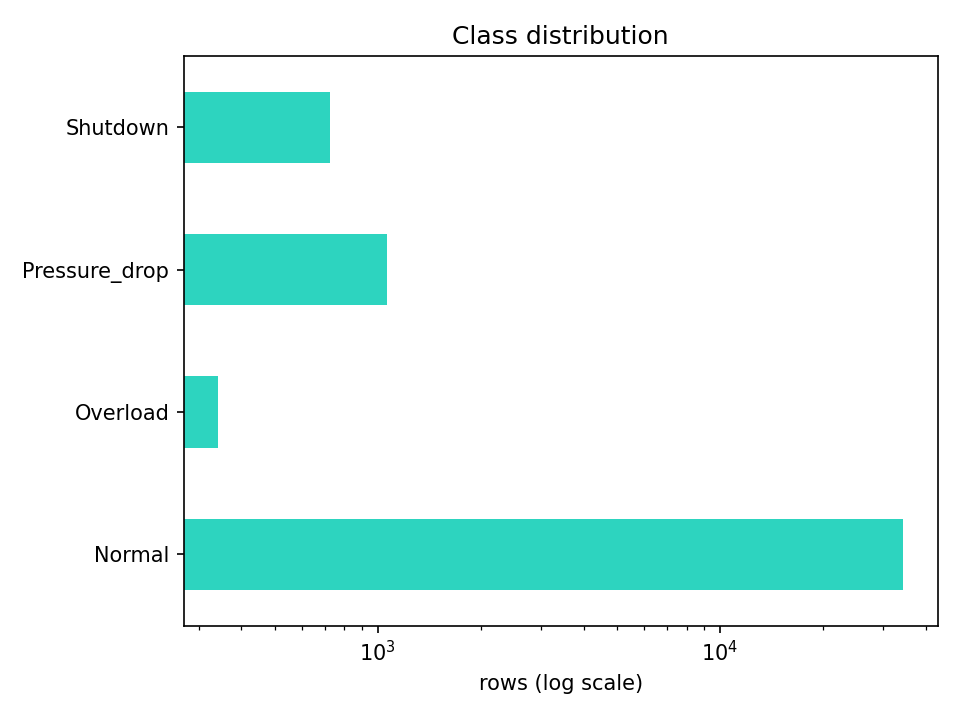 Class distribution
Shutdown
Pressure_drop
Overload
Normal
10³
10⁴
rows (log scale)